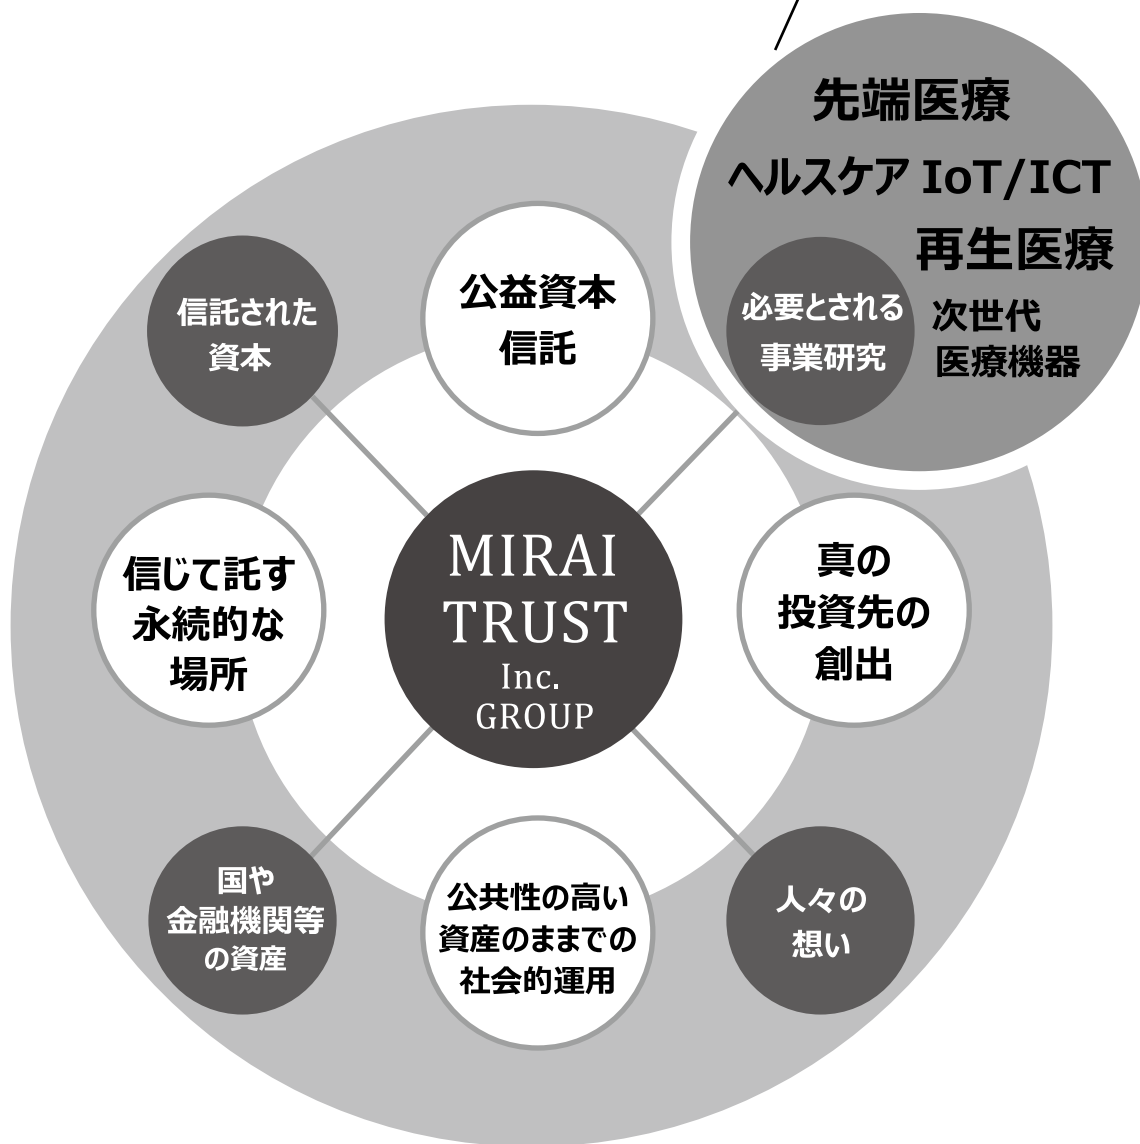 先端医療
ヘルスケア IoT/ICT
再生医療
次世代
医療機器
必要とされる
事業研究
公益資本
信託
信託された
資本
信じて託す
永続的な
場所
MIRAI
TRUST
Inc.
GROUP
真の
投資先の
創出
国や
金融機関等
の資産
公共性の高い
資産のままでの
社会的運用
人々の
想い